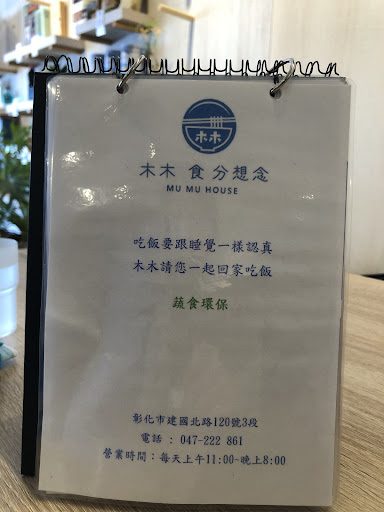 木木
木木 食分想念
MU MU HOUSE
吃飯要跟睡覺一樣認真
木木請您一起回家吃飯
蔬食環保
彰化市建國北路120號3段
電話 : 047-222 861
營業時間：每天上午11:00~晚上8:00